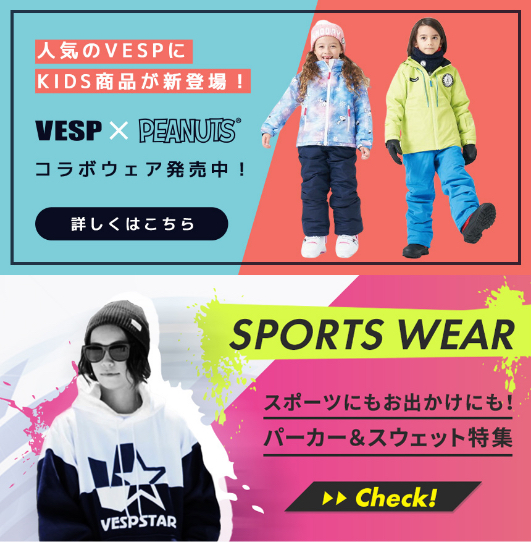 人気のVESPに
KIDS商品が新登場！
VESP × PEANUTS®
コラボウェア発売中！
詳しくはこちら
SPORTS WEAR
スポーツにもお出かけにも!
パーカー&スウェット特集
Check!
VESPSTAR